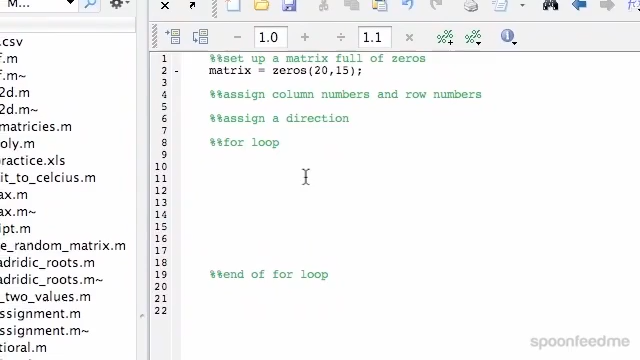 M...
1.0
1.1
.csv
f.m
f.m~
2d.m
2d.m~
matricies.m
oly.m
ractice.xls
it_to_celcius.m
ax.m
ax.m~
ipt.m
e_random_matrix.m
adridic_roots.m
adridic_roots.m~
_two_values.m
ssignment.m
ssignment.m~
tioral.m
1 %%set up a matrix full of zeros
2 - matrix = zeros(20,15);
3
4 %%assign column numbers and row numbers
5
6 %%assign a direction
7
8 %%for loop
9
10
11
12
13
14
15
16
17
18
19 %%end of for loop
20
21
22
spoonfeedme